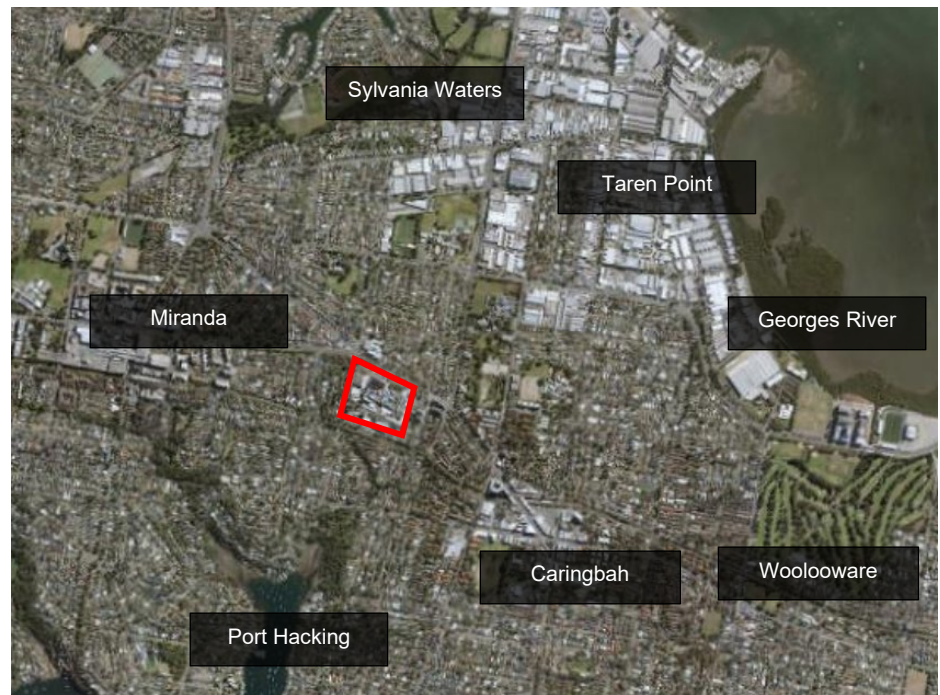 Sylvania Waters
Taren Point
Miranda
Georges River
Caringbah
Woolooware
Port Hacking